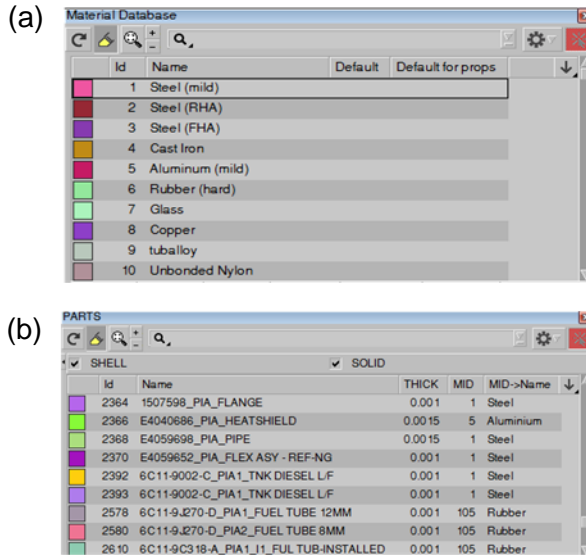 (a)
Material Database
Id Name Default Default for props
1 Steel (mild)
2 Steel (RHA)
3 Steel (FHA)
4 Cast Iron
5 Aluminum (mild)
6 Rubber (hard)
7 Glass
8 Copper
9 tuballoy
10 Unbonded Nylon
(b)
PARTS
SHELL SOLID
Id Name THICK MID MID->Name
2364 1507598_PIA_FLANGE 0.001 1 Steel
2366 E4040686_PIA_HEATSHIELD 0.0015 5 Aluminium
2368 E4059698_PIA_PIPE 0.0015 1 Steel
2370 E4059652_PIA_FLEX ASY - REF-NG 0.001 1 Steel
2392 6C11-9002-C_PIA1_TNK DIESEL L/F 0.001 1 Steel
2393 6C11-9002-C_PIA1_TNK DIESEL L/F 0.001 1 Steel
2578 6C11-9J270-D_PIA1_FUEL TUBE 12MM 0.001 105 Rubber
2580 6C11-9J270-D_PIA2_FUEL TUBE 8MM 0.001 105 Rubber
2610 6C11-9C318-A_PIA1_I1_FUL TUB-INSTALLED 0.001 105 Rubber